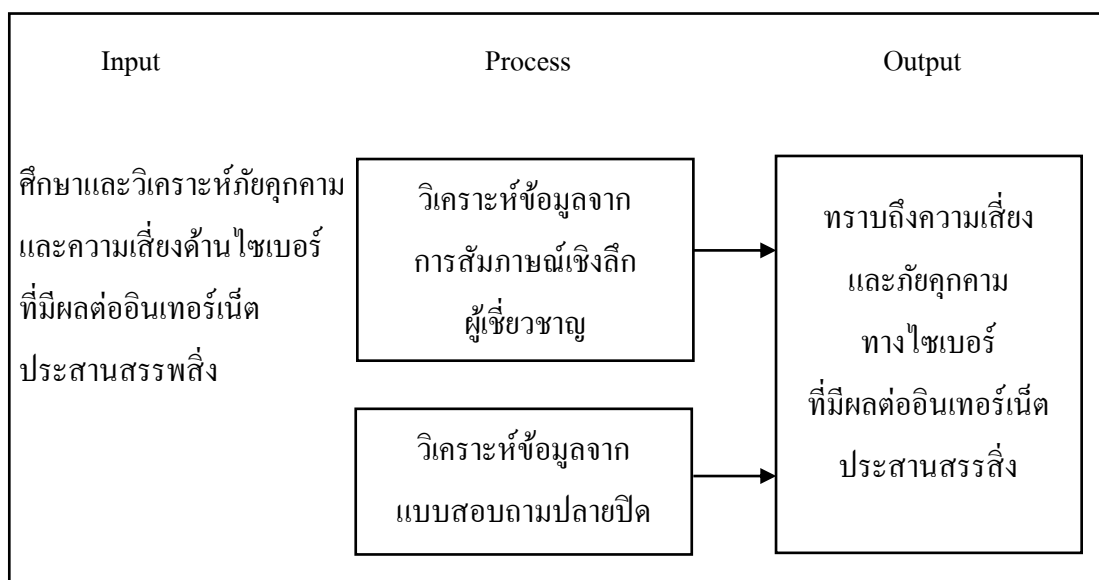 Input
Process
Output
ศึกษาและวิเคราะห์ภัยคุกคาม
และความเสี่ยงด้านไซเบอร์
ที่มีผลต่ออินเทอร์เน็ต
ประสานสรรพสิ่ง
วิเคราะห์ข้อมูลจาก
การสัมภาษณ์เชิงลึก
ผู้เชี่ยวชาญ
วิเคราะห์ข้อมูลจาก
แบบสอบถามปลายปิด
ทราบถึงความเสี่ยง
และภัยคุกคาม
ทางไซเบอร์
ที่มีผลต่ออินเทอร์เน็ต
ประสานสรรสิ่ง